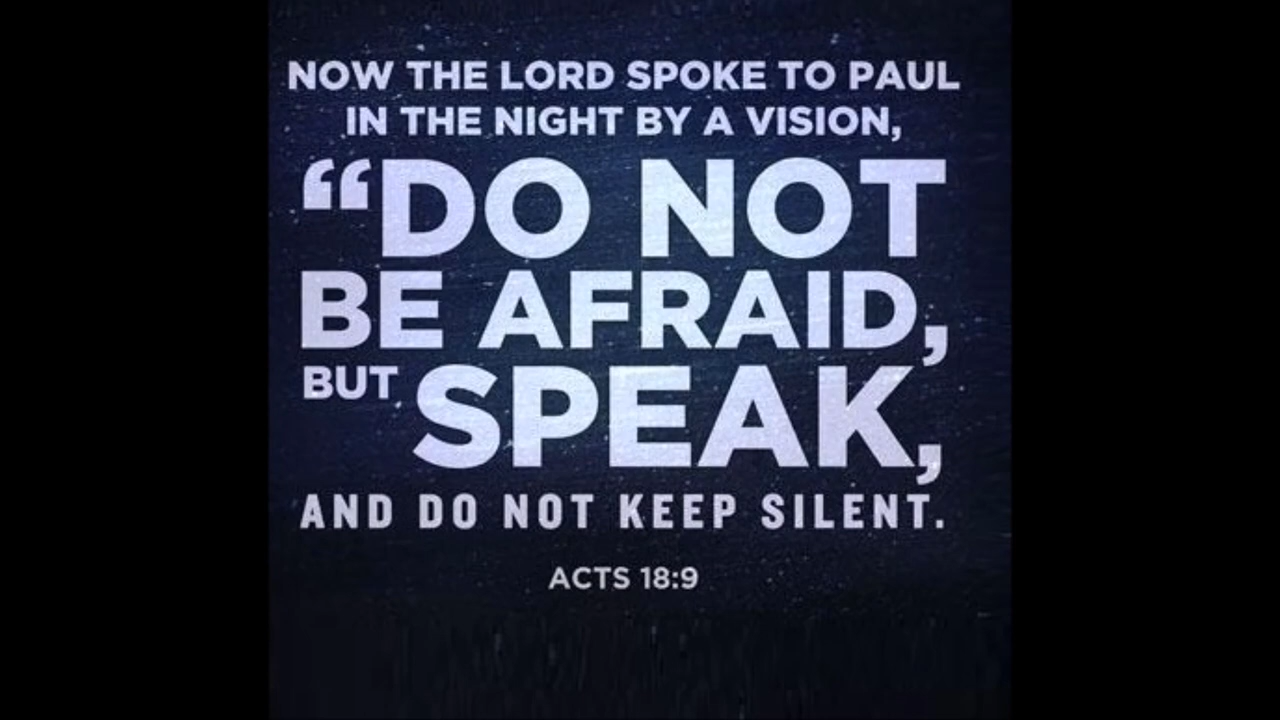 NOW THE LORD SPOKE TO PAUL
IN THE NIGHT BY A VISION,
“DO NOT
BE AFRAID,
BUT SPEAK,
AND DO NOT KEEP SILENT.
ACTS 18:9